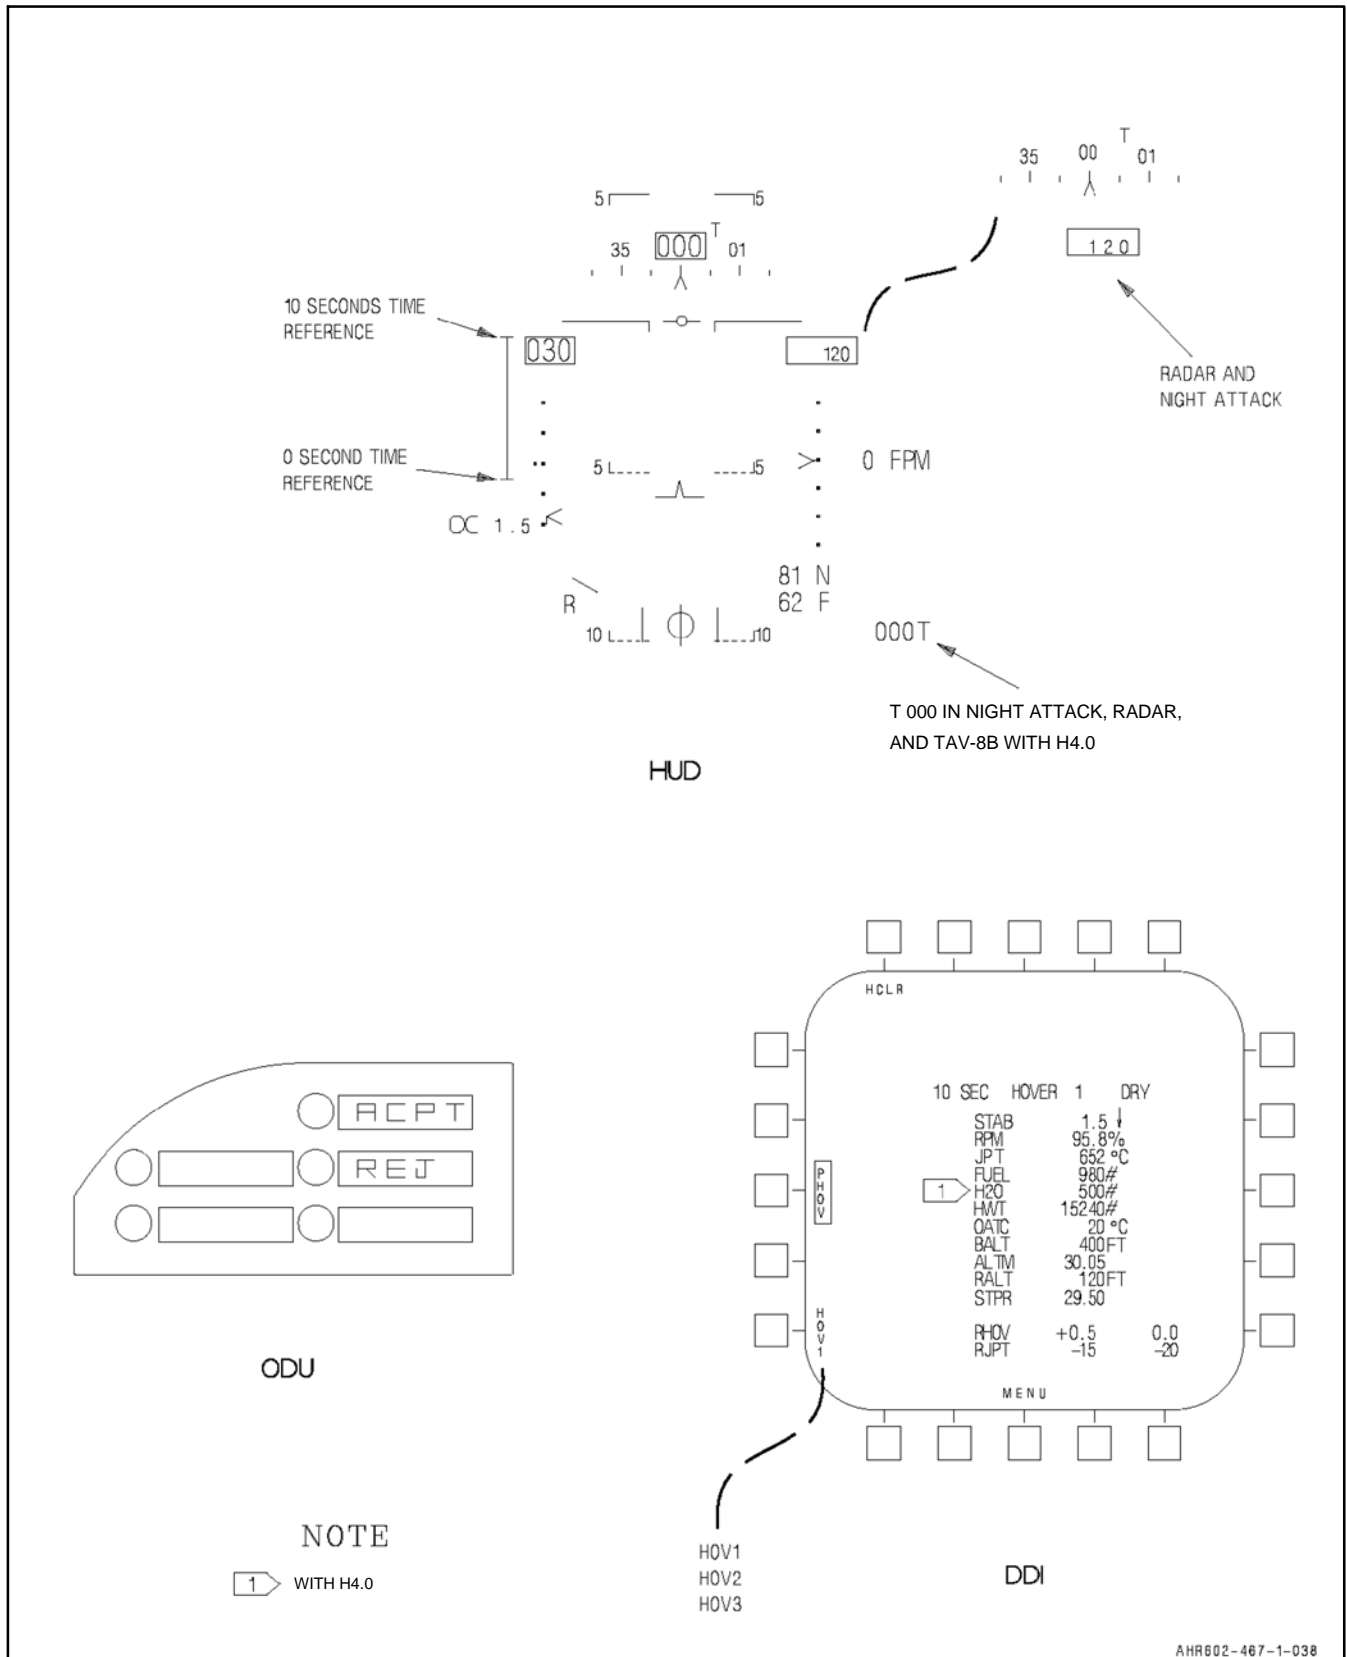 T
35 00 01
5 5
000 T
35 01
120
10 SECONDS TIME
REFERENCE
030
120
RADAR AND
NIGHT ATTACK
0 SECOND TIME
REFERENCE
5 5
0 FPM
OC 1.5
81 N
62 F
R
10 10
000T
T 000 IN NIGHT ATTACK, RADAR,
AND TAV-8B WITH H4.0
HUD
HCLR
10 SEC HOVER 1 DRY
STAB 1.5
RPM 95.8%
JPT 652 °C
FUEL 980#
1 H20 500#
HWT 15240#
OATC 20 °C
BALT 400FT
ALTM 30.05
RALT 120FT
STPR 29.50
RHOV +0.5 0.0
RJPT -15 -20
PHOV
HOV1
MENU
ACPT
REJ
ODU
HOV1
HOV2
HOV3
DDI
NOTE
1 WITH H4.0
AHR602-467-1-038